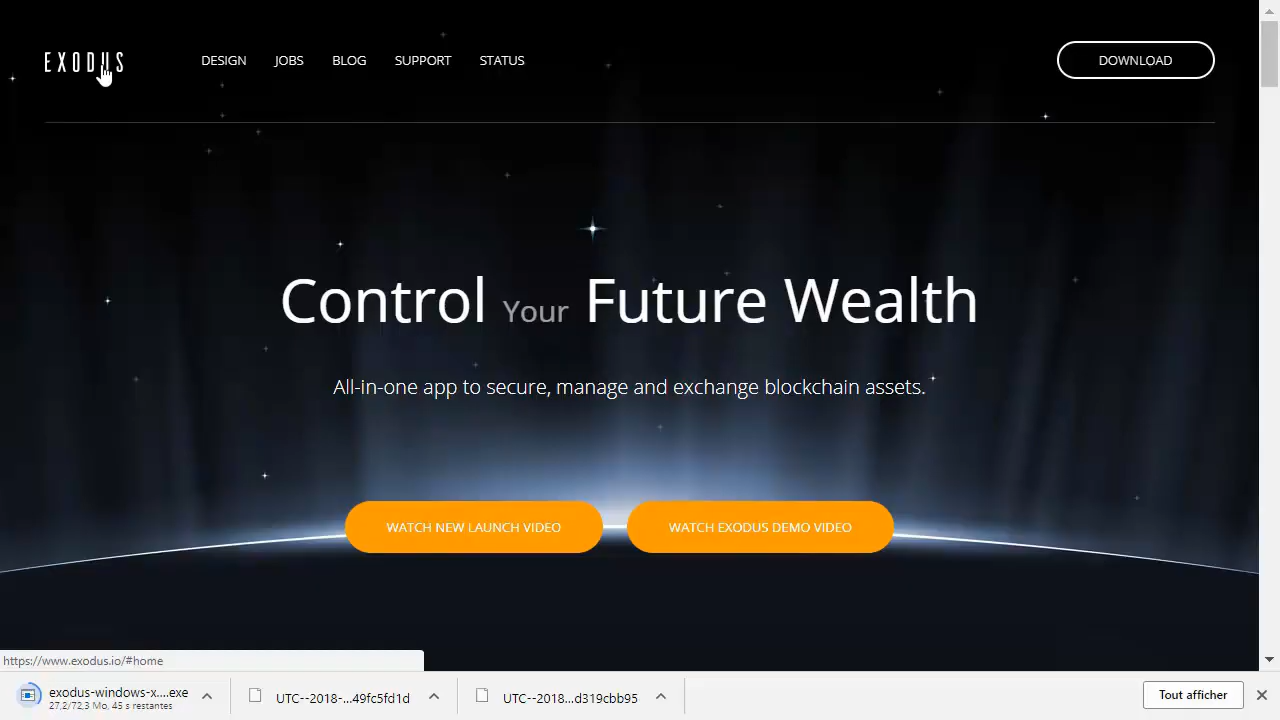 EXODUS
DESIGN JOBS BLOG SUPPORT STATUS
DOWNLOAD
Control Your Future Wealth
All-in-one app to secure, manage and exchange blockchain assets.
WATCH NEW LAUNCH VIDEO
WATCH EXODUS DEMO VIDEO
https://www.exodus.io/#home
exodus-windows-x....exe
27,2/72,3 Mo, 45 s restantes
UTC--2018-...49fc5fd1d
UTC--2018...d319cbb95
Tout afficher